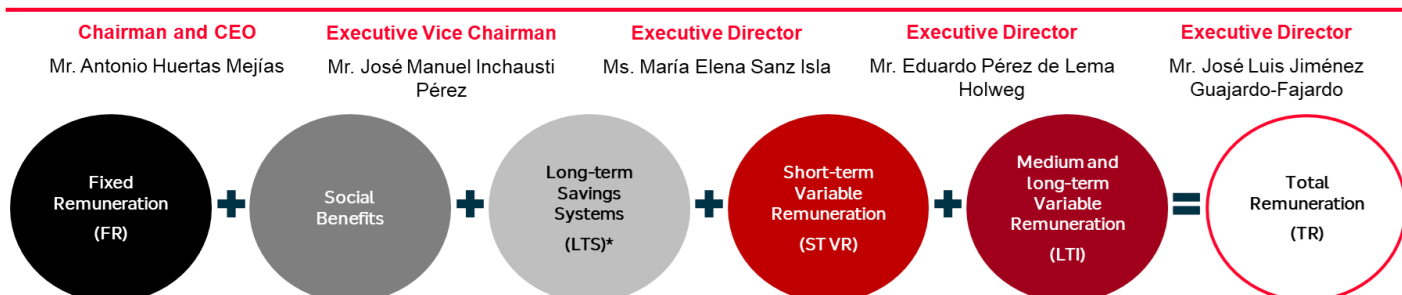 Chairman and CEO
Mr. Antonio Huertas Mejías
Executive Vice Chairman
Mr. José Manuel Inchausti
Pérez
Executive Director
Ms. María Elena Sanz Isla
Executive Director
Mr. Eduardo Pérez de Lema
Holweg
Executive Director
Mr. José Luis Jiménez
Guajardo-Fajardo
Fixed
Remuneration
(FR)
+
Social
Benefits
+
Long-term
Savings
Systems
(LTS)*
+
Short-term
Variable
Remuneration
(ST VR)
+
Medium and
long-term
Variable
Remuneration
(LTI)
=
Total
Remuneration
(TR)